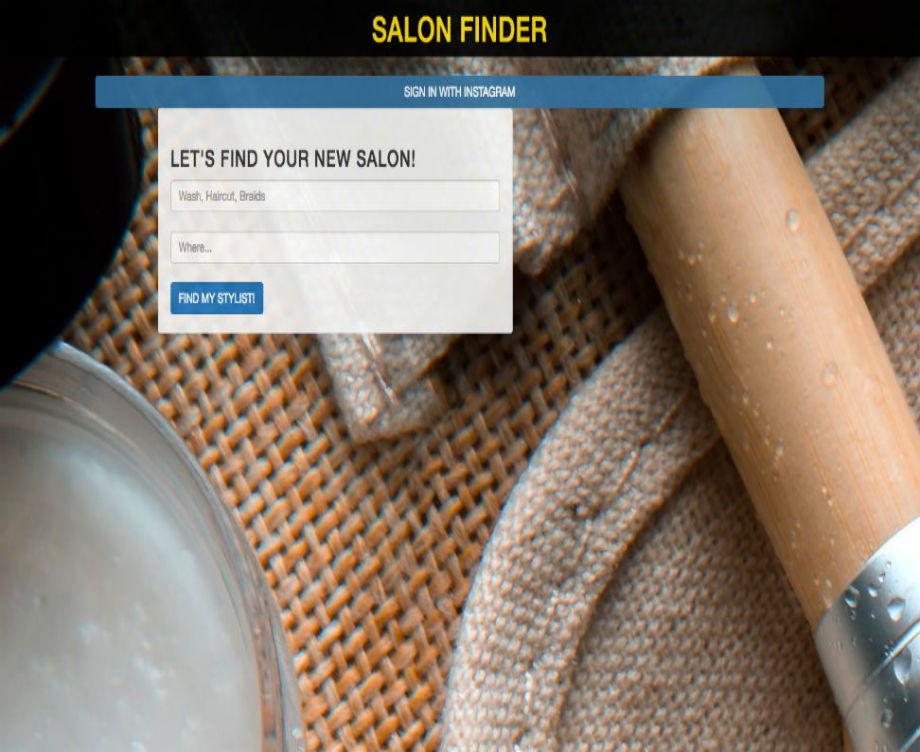 SALON FINDER
SIGN IN WITH INSTAGRAM
LET'S FIND YOUR NEW SALON!
Wash, Haircut, Braids
Where...
FIND MY STYLIST!